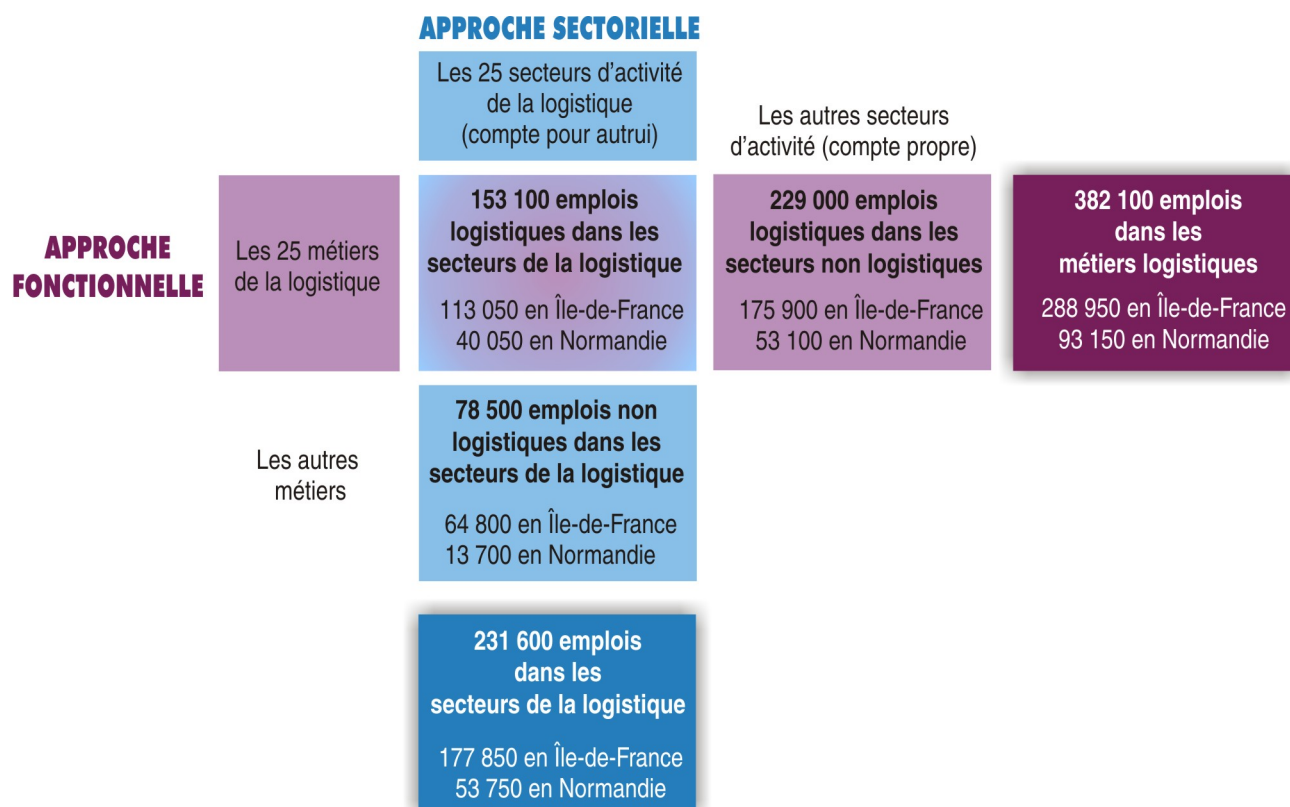 APPROCHE SECTORIELLE
Les 25 secteurs d'activité
de la logistique
(compte pour autrui)
Les autres secteurs
d'activité (compte propre)
APPROCHE
FONCTIONNELLE
Les 25 métiers
de la logistique
153 100 emplois
logistiques dans les
secteurs de la logistique
113 050 en Île-de-France
40 050 en Normandie
229 000 emplois
logistiques dans les
secteurs non logistiques
175 900 en Île-de-France
53 100 en Normandie
382 100 emplois
dans les
métiers logistiques
288 950 en Île-de-France
93 150 en Normandie
Les autres
métiers
78 500 emplois non
logistiques dans les
secteurs de la logistique
64 800 en Île-de-France
13 700 en Normandie
231 600 emplois
dans les
secteurs de la logistique
177 850 en Île-de-France
53 750 en Normandie